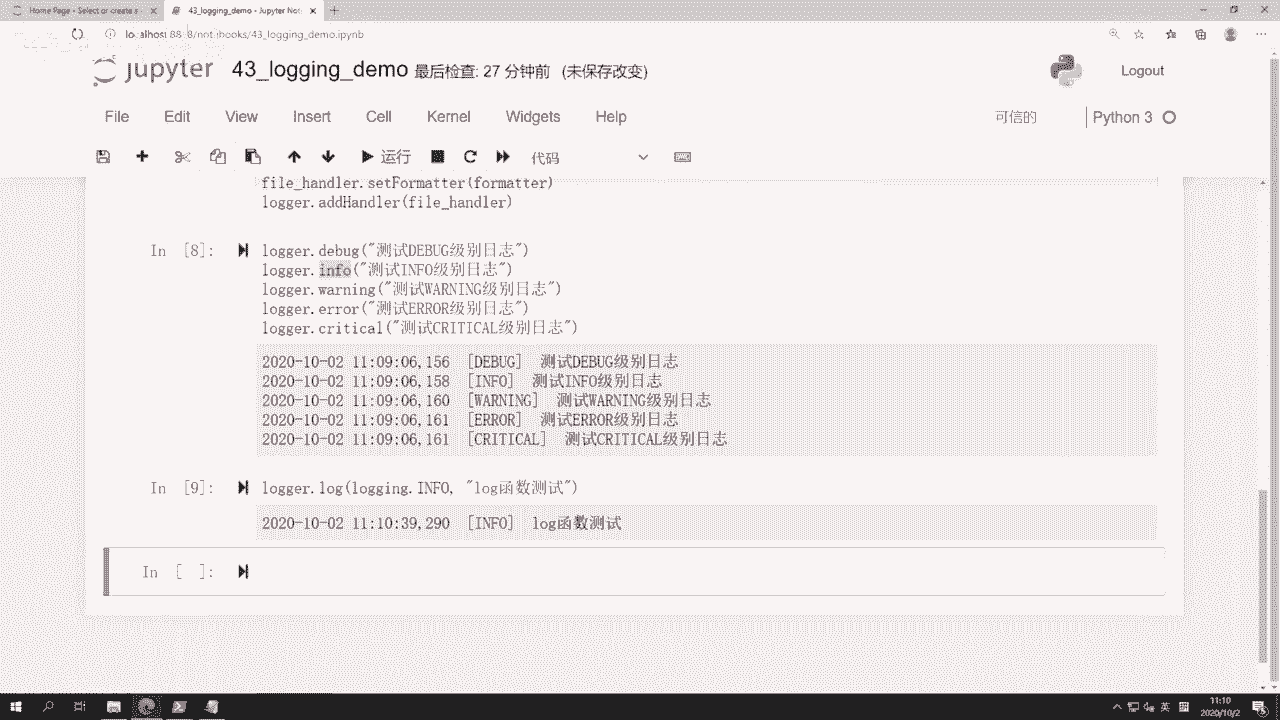 Home Page - Select or create a
43_logging_demo - Jupyter Not
localhost:8888/notebooks/43_logging_demo.ipynb
jupyter 43_logging_demo 最后检查: 27 分钟前 (未保存改变)
Logout
File Edit View Insert Cell Kernel Widgets Help
可信的
Python 3
运行
代码
file_handler.setFormatter(formatter)
logger.addHandler(file_handler)
In [8]:
logger.debug("测试DEBUG级别日志")
logger.info("测试INFO级别日志")
logger.warning("测试WARNING级别日志")
logger.error("测试ERROR级别日志")
logger.critical("测试CRITICAL级别日志")
2020-10-02 11:09:06,156 [DEBUG] 测试DEBUG级别日志
2020-10-02 11:09:06,158 [INFO] 测试INFO级别日志
2020-10-02 11:09:06,160 [WARNING] 测试WARNING级别日志
2020-10-02 11:09:06,161 [ERROR] 测试ERROR级别日志
2020-10-02 11:09:06,161 [CRITICAL] 测试CRITICAL级别日志
In [9]:
logger.log(logging.INFO, "log函数测试")
2020-10-02 11:10:39,290 [INFO] log函数测试
In [ ]:
英
11:10
2020/10/2